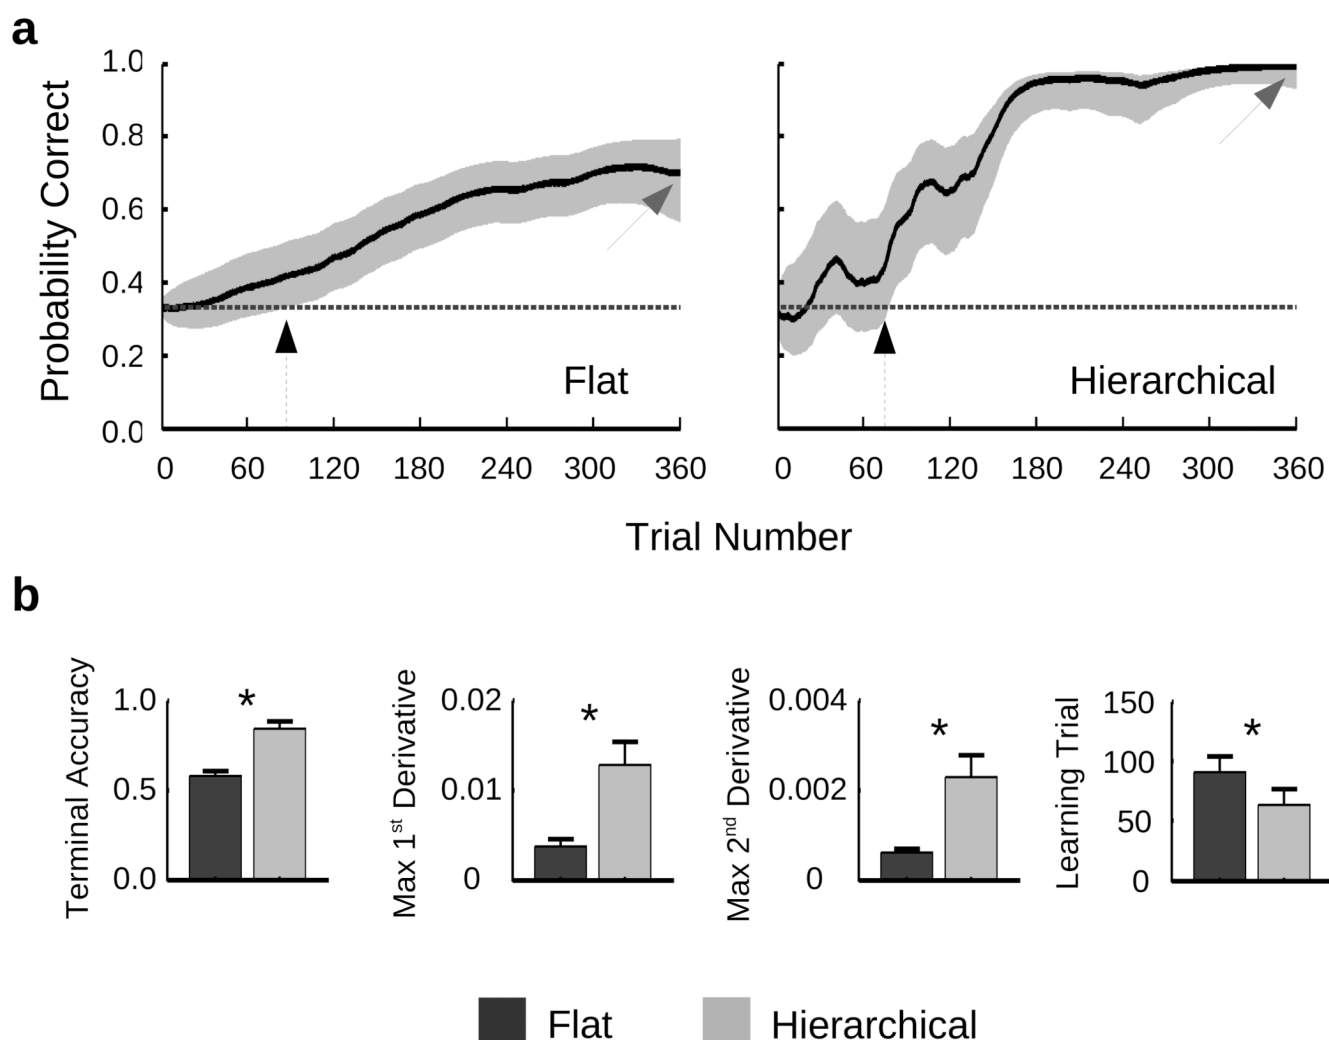 a
Probability Correct
1.0
0.8
0.6
0.4
0.2
0.0
Flat
Hierarchical
0 60 120 180 240 300 360
0 60 120 180 240 300 360
Trial Number
b
Terminal Accuracy
1.0
0.5
0.0
*
Max 1st Derivative
0.02
0.01
0
*
Max 2nd Derivative
0.004
0.002
0
*
Learning Trial
150
100
50
0
*
Flat Hierarchical